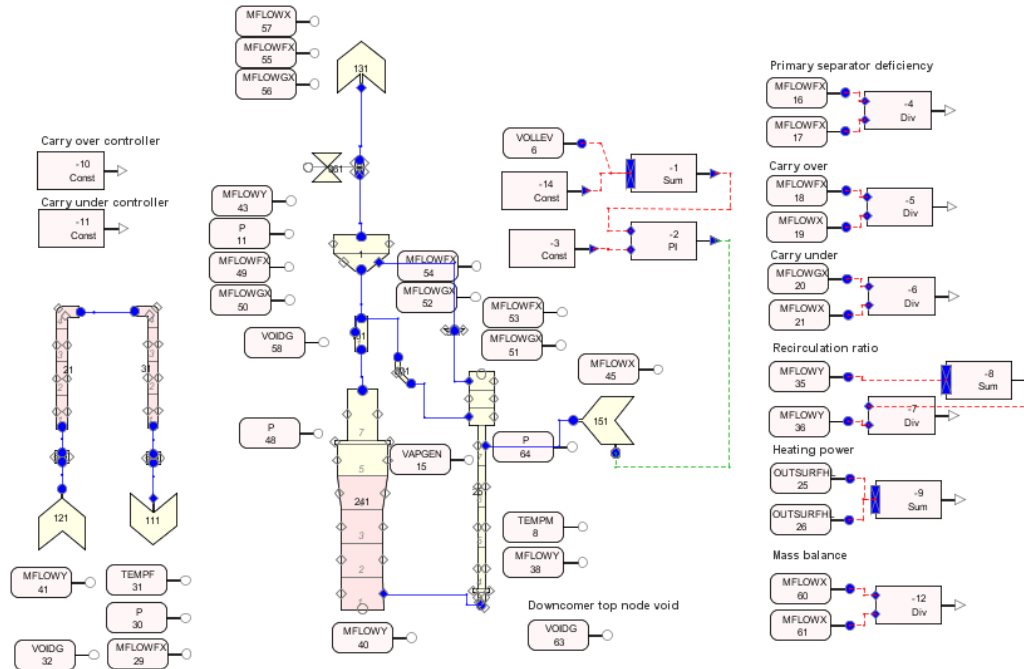 MFLOWX
57
MFLOWFX
55
MFLOWGX
56
131
Primary separator deficiency
MFLOWFX
16
MFLOWFX
17
-4
Div
Carry over controller
-10
Const
Carry under controller
-11
Const
VOLLEV
6
-14
Const
-1
Sum
-3
Const
-2
PI
Carry over
MFLOWFX
18
MFLOWX
19
-5
Div
MFLOWY
43
P
11
MFLOWFX
49
MFLOWGX
50
1
MFLOWFX
54
MFLOWGX
52
MFLOWFX
53
MFLOWGX
51
Carry under
MFLOWGX
20
MFLOWX
21
-6
Div
VOIDG
58
MFLOWX
45
Recirculation ratio
MFLOWY
35
MFLOWY
36
-8
Sum
-7
Div
21
3
31
3
P
48
7
5
VAPGEN
15
P
64
151
Heating power
OUTSURFHL
25
OUTSURFHL
26
-9
Sum
241
3
2
1
121
111
TEMPM
8
MFLOWY
38
Mass balance
MFLOWX
60
MFLOWX
61
-12
Div
MFLOWY
41
TEMPF
31
P
30
VOIDG
32
MFLOWFX
29
MFLOWY
40
Downcomer top node void
VOIDG
63